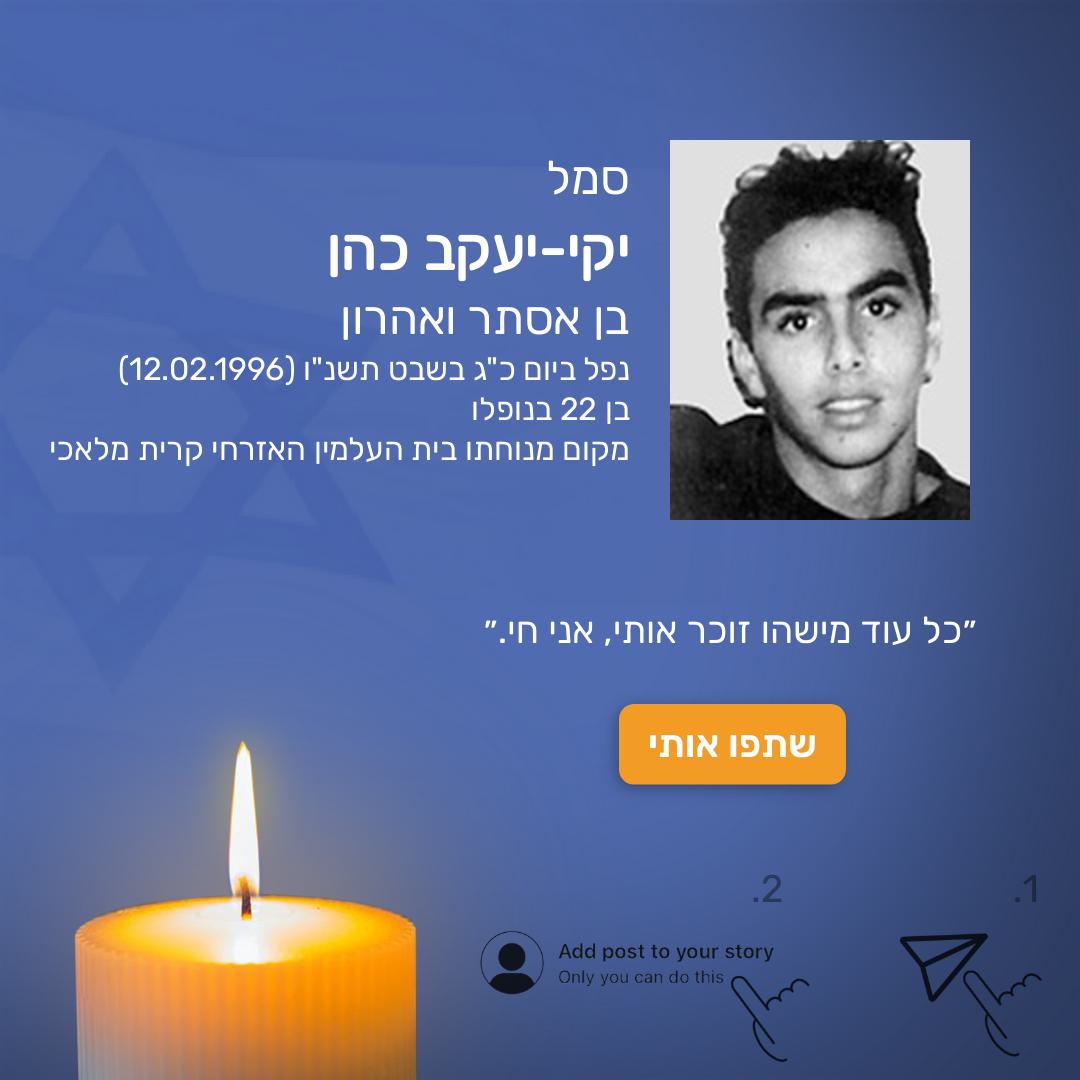 סמל
יקי-יעקב כהן
בן אסתר ואהרון
נפל ביום כ"ג בשבט תשנ"ו (12.02.1996)
בן 22 בנופלו
מקום מנוחתו בית העלמין האזרחי קרית מלאכי
״כל עוד מישהו זוכר אותי, אני חי.״
שתפו אותי
1.
2.
Add post to your story
Only you can do this